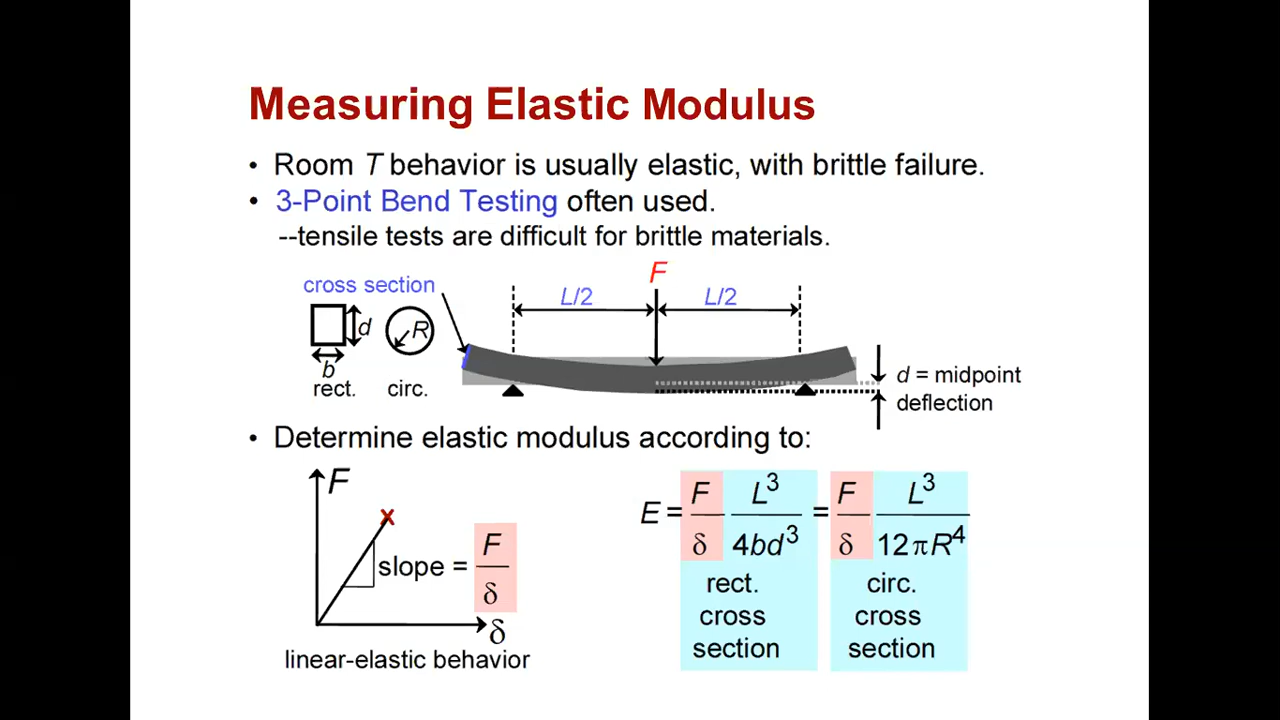 Measuring Elastic Modulus
• Room T behavior is usually elastic, with brittle failure.
• 3-Point Bend Testing often used.
--tensile tests are difficult for brittle materials.
F
cross section
L/2 L/2
d R
b
rect. circ.
d = midpoint
deflection
• Determine elastic modulus according to:
F
x
slope = F/δ
δ
linear-elastic behavior
E = F/δ L³/4bd³ = F/δ L³/12πR⁴
rect. circ.
cross cross
section section